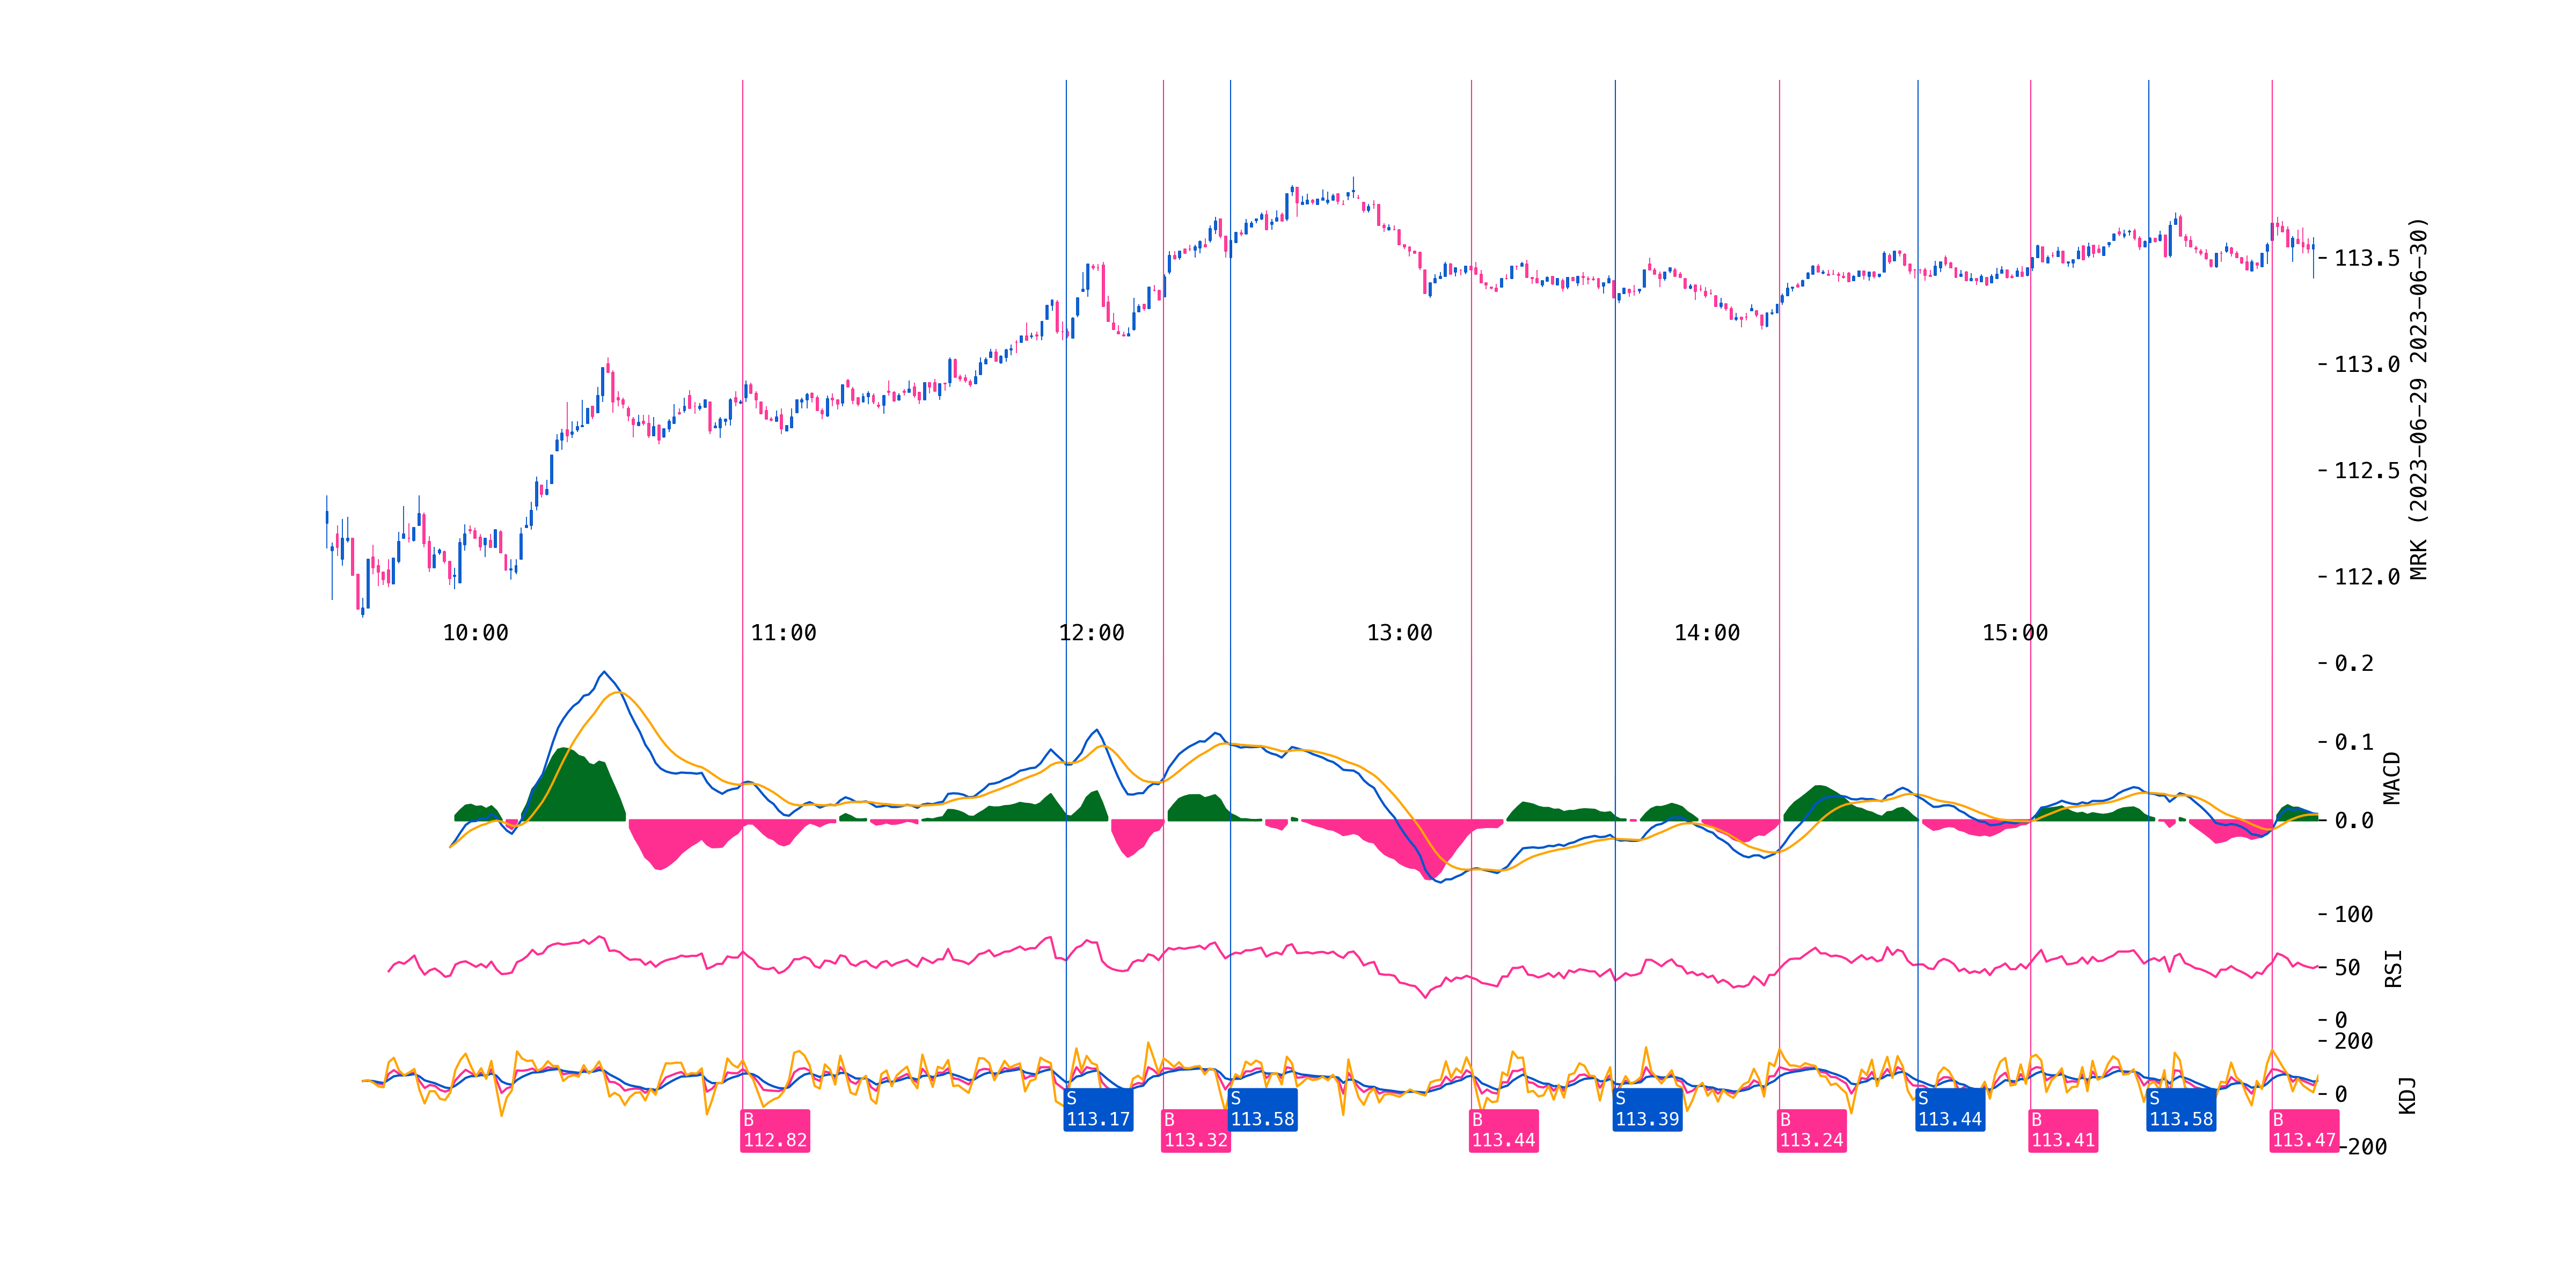 113.5
113.0
112.5
112.0
MRK (2023-06-29 2023-06-30)
10:00
11:00
12:00
13:00
14:00
15:00
0.2
0.1
0.0
MACD
100
50
0
RSI
200
0
-200
KDJ
B
112.82
S
113.17
B
113.32
S
113.58
B
113.44
S
113.39
B
113.24
S
113.44
B
113.41
S
113.58
B
113.47